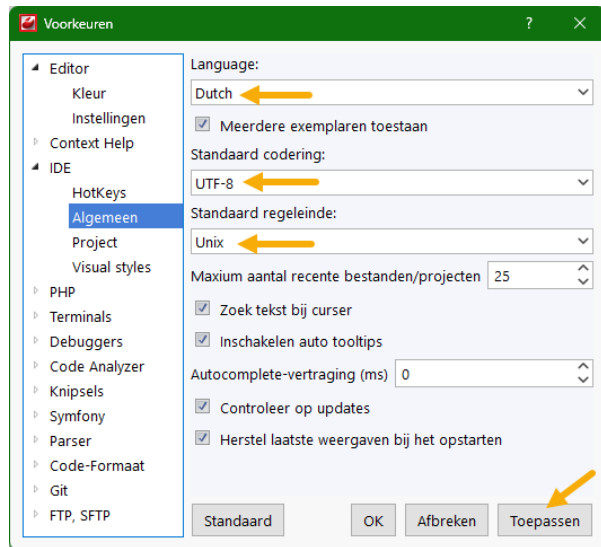 Voorkeuren
?
Editor
Kleur
Instellingen
Context Help
IDE
HotKeys
Algemeen
Project
Visual styles
PHP
Terminals
Debuggers
Code Analyzer
Knipsels
Symfony
Parser
Code-Formaat
Git
FTP, SFTP
Language:
Dutch
Meerdere exemplaren toestaan
Standaard codering:
UTF-8
Standaard regeleinde:
Unix
Maxium aantal recente bestanden/projecten 25
Zoek tekst bij curser
Inschakelen auto tooltips
Autocomplete-vertraging (ms) 0
Controleer op updates
Herstel laatste weergaven bij het opstarten
Standaard OK Afbreken Toepassen